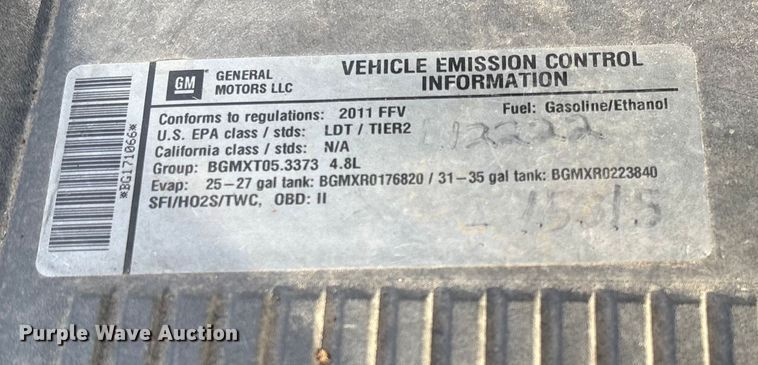 GM
GENERAL MOTORS LLC
VEHICLE EMISSION CONTROL INFORMATION
Conforms to regulations: 2011 FFV
Fuel: Gasoline/Ethanol
U.S. EPA class / stds: LDT / TIER2
California class / stds: N/A
Group: BGMXT05.3373 4.8L
Evap: 25-27 gal tank: BGMXR0176820 / 31-35 gal tank: BGMXR0223840
SFI/HO2S/TWC, OBD: II
*BG171066*
Purple Wave Auction